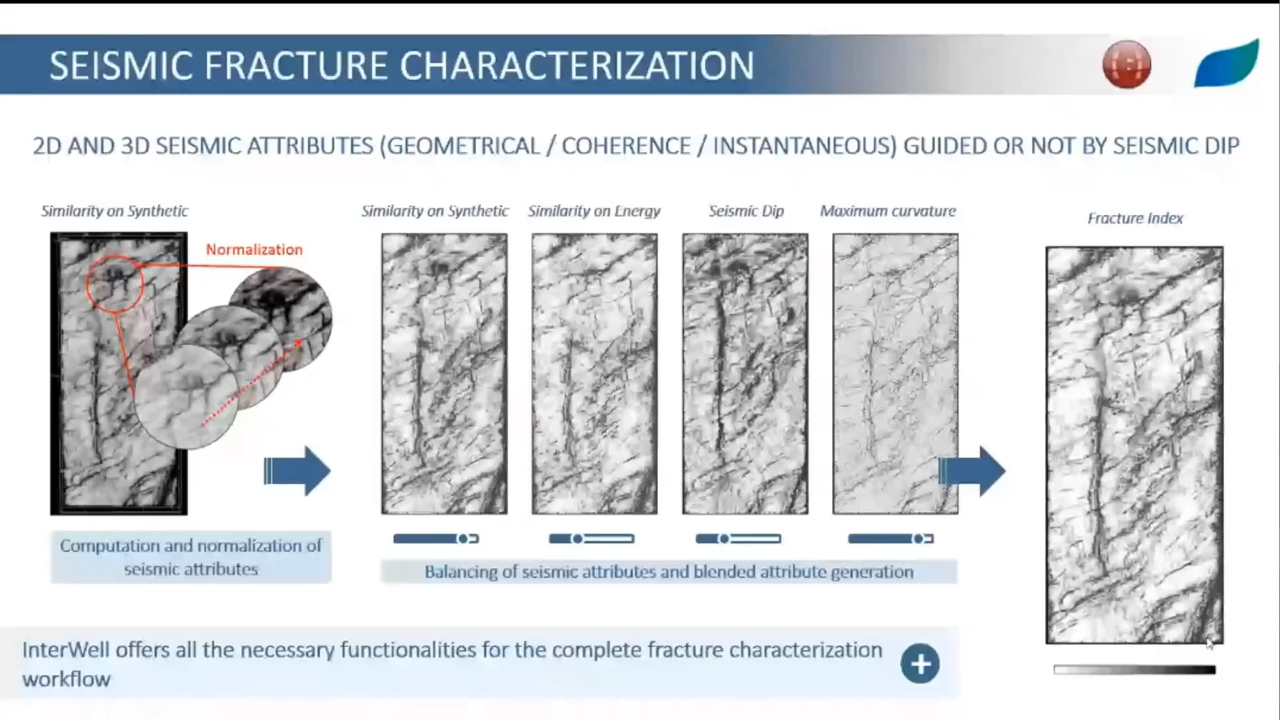 SEISMIC FRACTURE CHARACTERIZATION
2D AND 3D SEISMIC ATTRIBUTES (GEOMETRICAL / COHERENCE / INSTANTANEOUS) GUIDED OR NOT BY SEISMIC DIP
Similarity on Synthetic
Normalization
Similarity on Synthetic
Similarity on Energy
Seismic Dip
Maximum curvature
Fracture Index
Computation and normalization of
seismic attributes
Balancing of seismic attributes and blended attribute generation
InterWell offers all the necessary functionalities for the complete fracture characterization
workflow